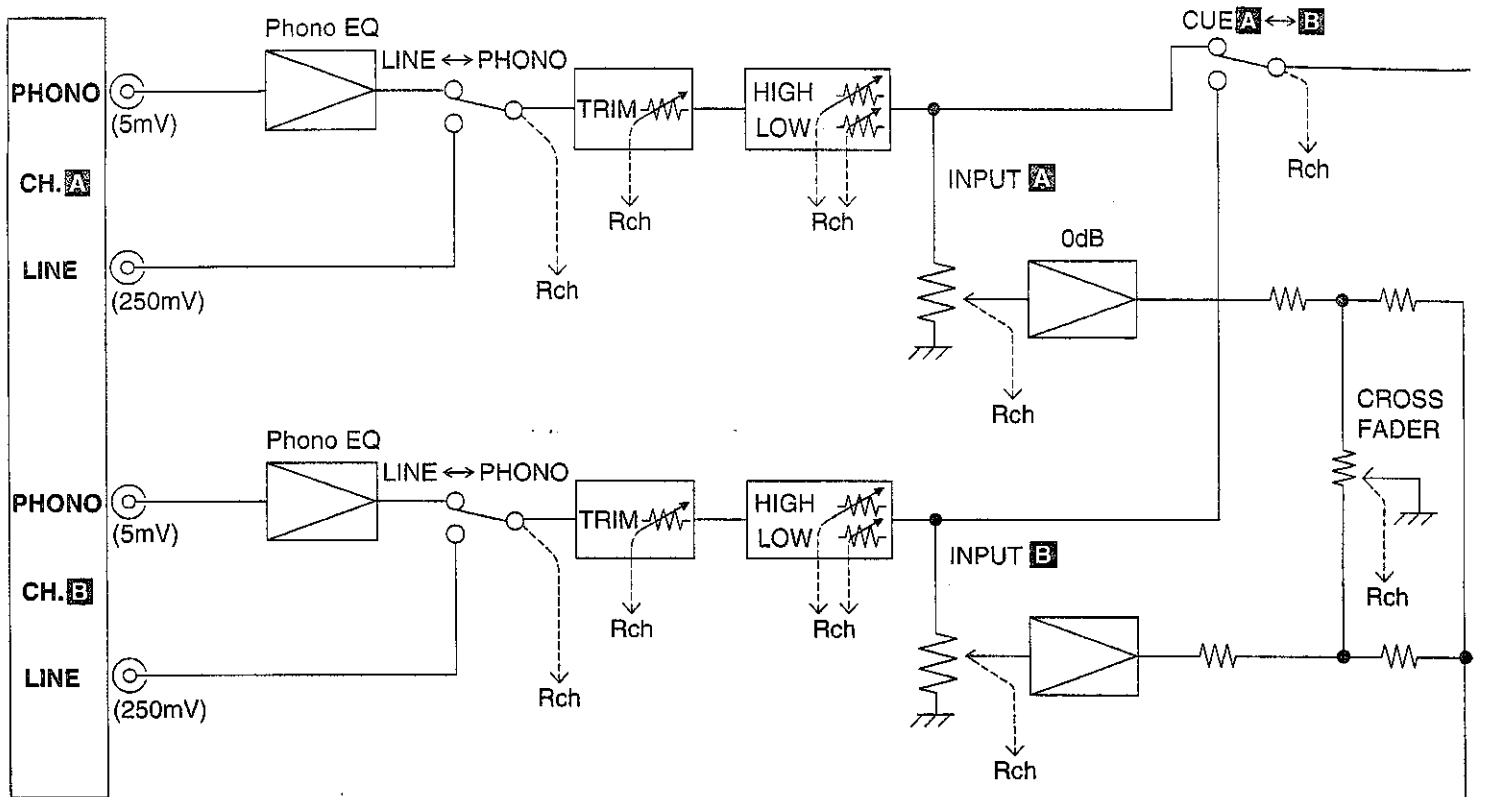 CUE A ↔ B
Phono EQ
LINE ↔ PHONO
PHONO
(5mV)
TRIM
HIGH
LOW
Rch
CH. A
INPUT A
Rch
Rch
LINE
(250mV)
Rch
0dB
Rch
CROSS
FADER
Phono EQ
LINE ↔ PHONO
PHONO
(5mV)
TRIM
HIGH
LOW
INPUT B
CH. B
Rch
Rch
Rch
LINE
(250mV)
Rch
Rch